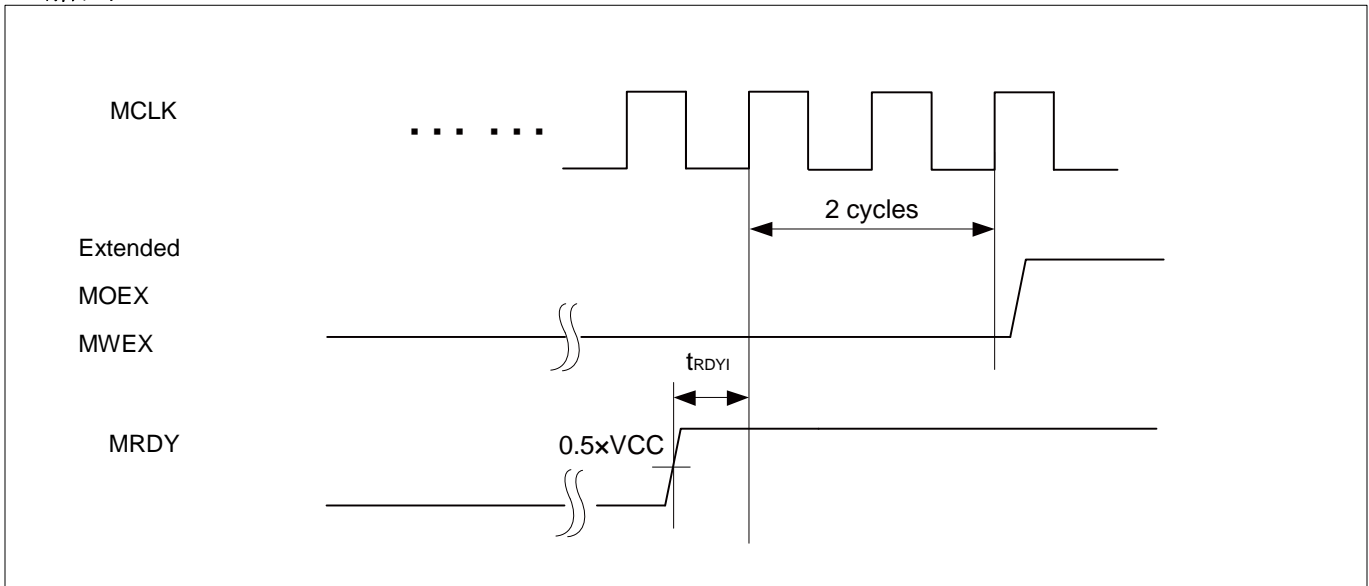 MCLK
... ...
2 cycles
Extended
MOEX
MWEX
tRDYI
MRDY
0.5×VCC